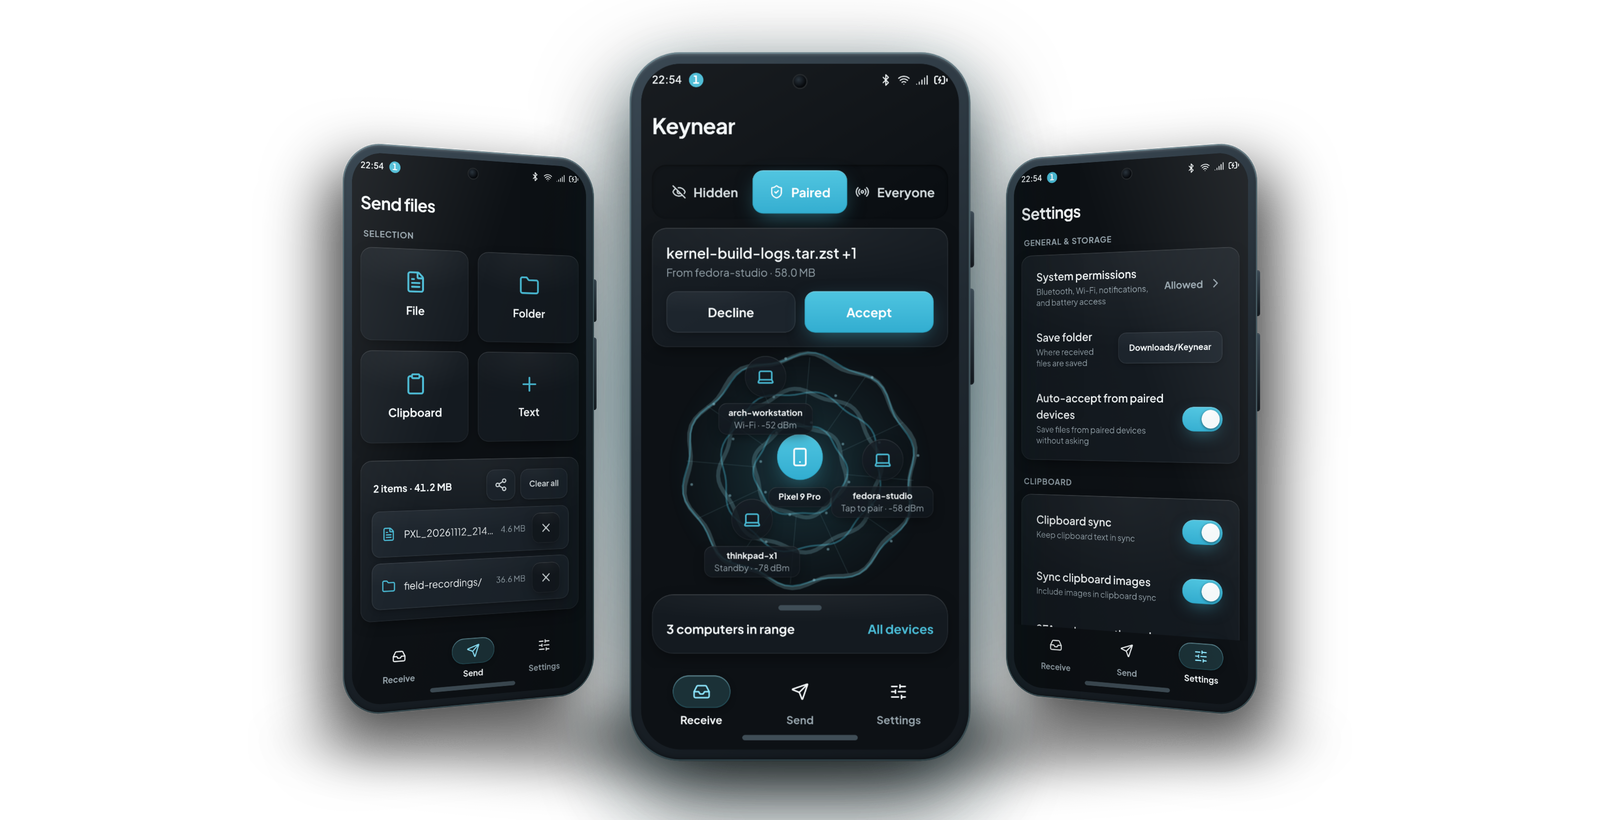 22:54 1
Send files
SELECTION
File
Folder
Clipboard
Text
2 items · 41.2 MB
Clear all
PXL_20261112_214... 4.6 MB
field-recordings/ 36.6 MB
Receive
Send
Settings
22:54 1
Keynear
Hidden
Paired
Everyone
kernel-build-logs.tar.zst +1
From fedora-studio · 58.0 MB
Decline
Accept
arch-workstation
Wi-Fi · -52 dBm
Pixel 9 Pro
fedora-studio
Tap to pair · -58 dBm
thinkpad-x1
Standby · -78 dBm
3 computers in range
All devices
Receive
Send
Settings
22:54 1
Settings
GENERAL & STORAGE
System permissions
Bluetooth, Wi-Fi, notifications,
and battery access
Allowed
Save folder
Where received
files are saved
Downloads/Keynear
Auto-accept from paired
devices
Save files from paired devices
without asking
CLIPBOARD
Clipboard sync
Keep clipboard text in sync
Sync clipboard images
Include images in clipboard sync
Receive
Send
Settings